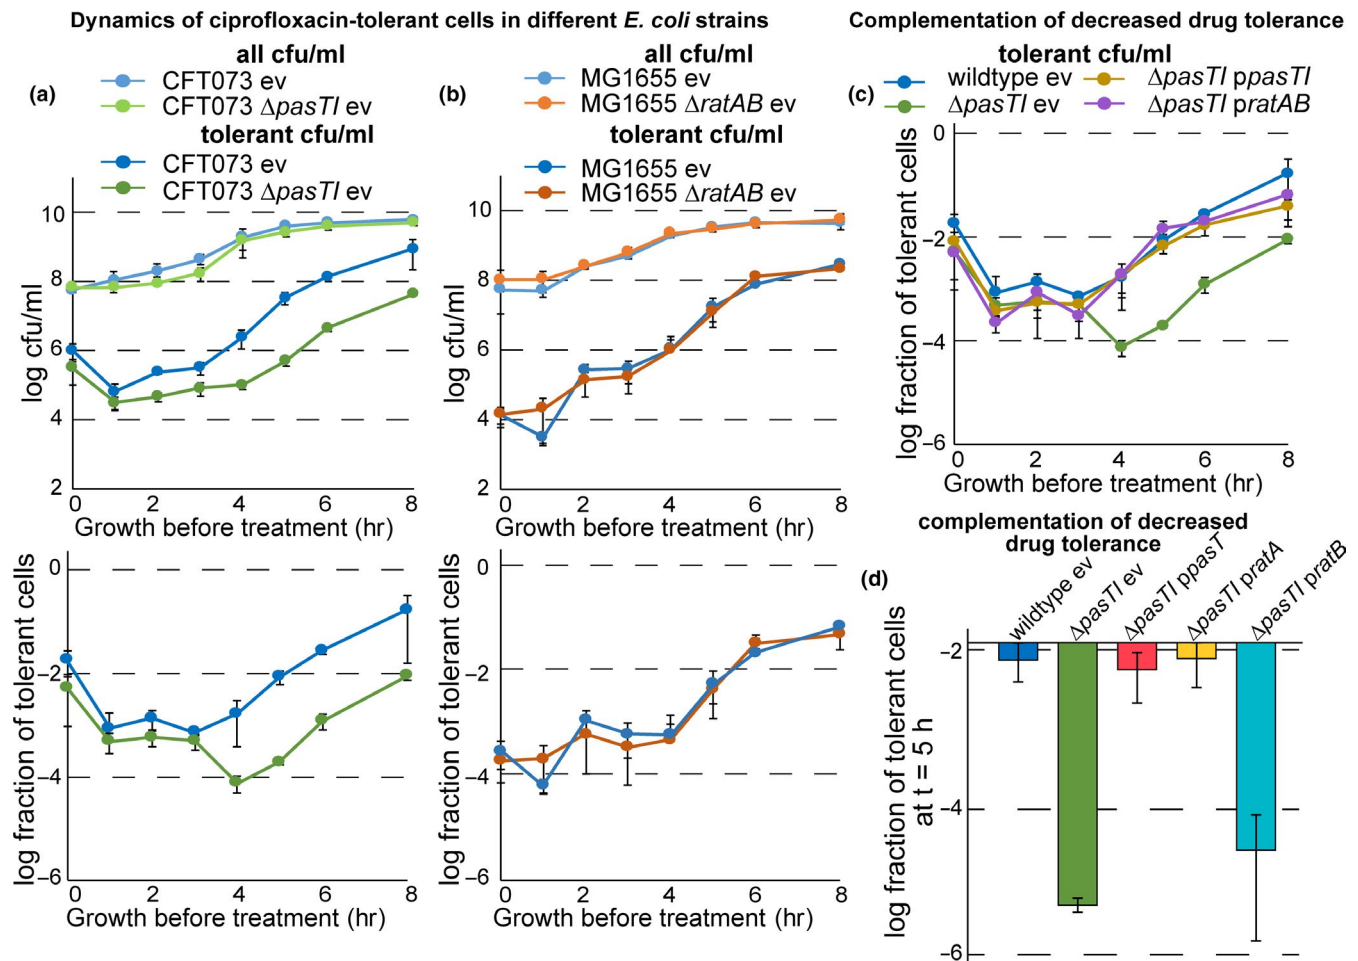 Dynamics of ciprofloxacin-tolerant cells in different E. coli strains
(a)
all cfu/ml
CFT073 ev
CFT073 ΔpasTI ev
tolerant cfu/ml
CFT073 ev
CFT073 ΔpasTI ev
log cfu/ml
10
8
6
4
2
0 2 4 6 8
Growth before treatment (hr)
log fraction of tolerant cells
0
−2
−4
−6
0 2 4 6 8
Growth before treatment (hr)
(b)
all cfu/ml
MG1655 ev
MG1655 ΔratAB ev
tolerant cfu/ml
MG1655 ev
MG1655 ΔratAB ev
log cfu/ml
10
8
6
4
2
0 2 4 6 8
Growth before treatment (hr)
log fraction of tolerant cells
0
−2
−4
−6
0 2 4 6 8
Growth before treatment (hr)
Complementation of decreased drug tolerance
(c)
tolerant cfu/ml
wildtype ev
ΔpasTI ppasTI
ΔpasTI ev
ΔpasTI pratAB
log fraction of tolerant cells
0
−2
−4
−6
0 2 4 6 8
Growth before treatment (hr)
complementation of decreased
drug tolerance
(d)
wildtype ev
ΔpasTI ev
ΔpasTI ppasT
ΔpasTI pratA
ΔpasTI pratB
log fraction of tolerant cells
at t = 5 h
−2
−4
−6